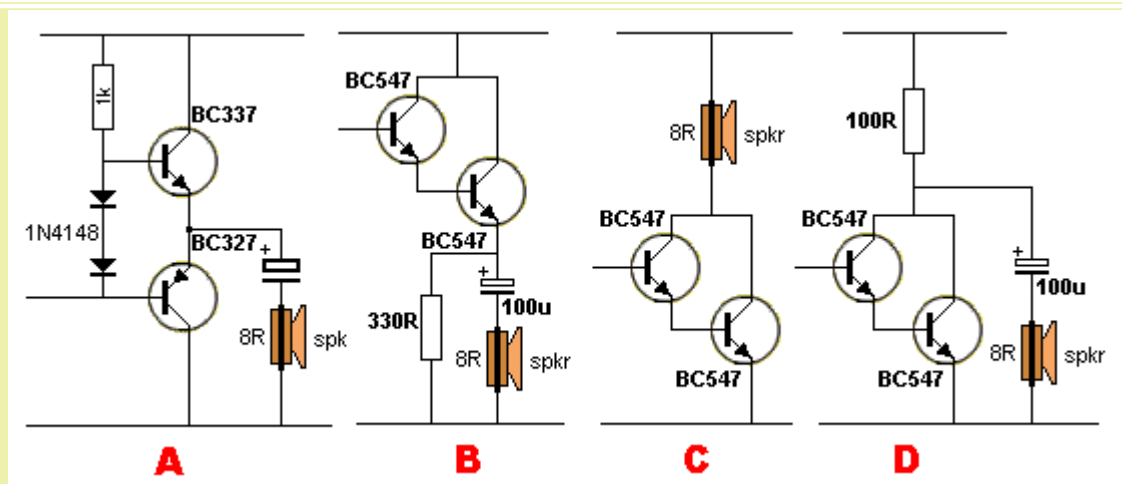 1k
BC337
1N4148
BC327
+
8R
spk
A
BC547
BC547
330R
+
100u
8R
spkr
B
8R
spkr
BC547
BC547
C
100R
BC547
BC547
+
100u
8R
spkr
D